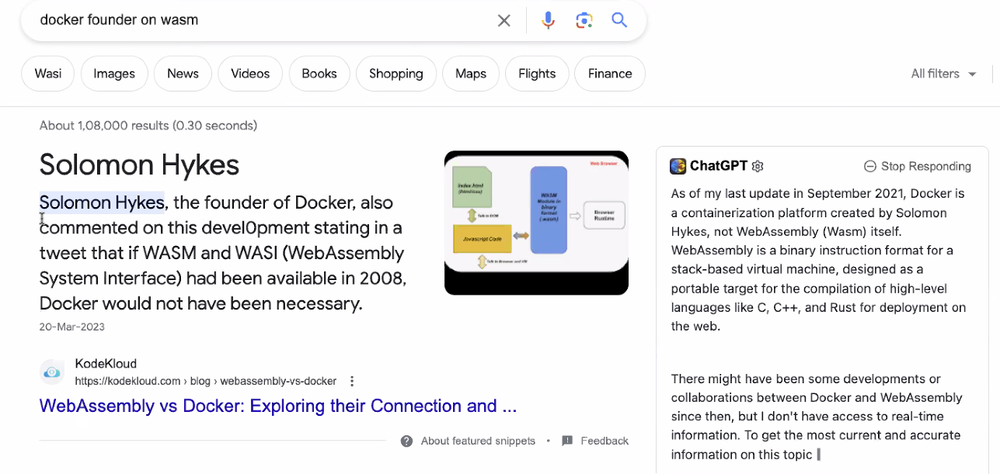 docker founder on wasm
Wasi
Images
News
Videos
Books
Shopping
Maps
Flights
Finance
All filters
About 1,08,000 results (0.30 seconds)
Solomon Hykes
Solomon Hykes, the founder of Docker, also
commented on this devel0pment stating in a
tweet that if WASM and WASI (WebAssembly
System Interface) had been available in 2008,
Docker would not have been necessary.
20-Mar-2023
Web Browser
Index.html
(html/css)
Talk to DOM
Javascript Code
Talk to Browser and VM
WASM
Module in
binary
format
(.wasm)
Browser
Runtime
KodeKloud
https://kodekloud.com › blog › webassembly-vs-docker
WebAssembly vs Docker: Exploring their Connection and ...
About featured snippets • Feedback
ChatGPT
Stop Responding
As of my last update in September 2021, Docker is
a containerization platform created by Solomon
Hykes, not WebAssembly (Wasm) itself.
WebAssembly is a binary instruction format for a
stack-based virtual machine, designed as a
portable target for the compilation of high-level
languages like C, C++, and Rust for deployment on
the web.
There might have been some developments or
collaborations between Docker and WebAssembly
since then, but I don't have access to real-time
information. To get the most current and accurate
information on this topic